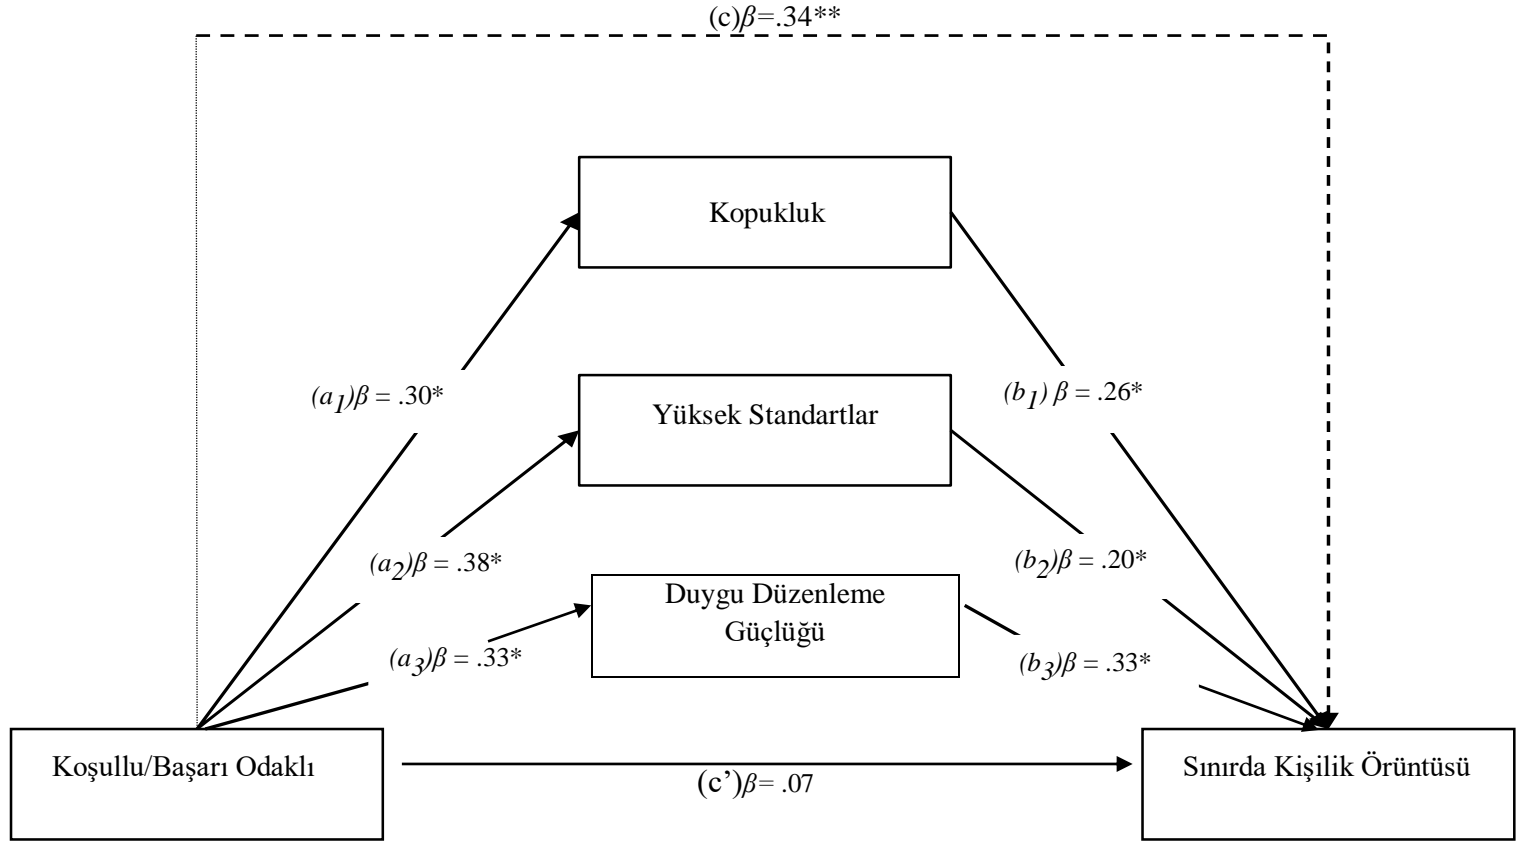 (c)β=.34**
Kopukluk
(a1)β = .30*
(b1) β = .26*
Yüksek Standartlar
(a2)β = .38*
(b2)β = .20*
Duygu Düzenleme
Güçlüğü
(a3)β = .33*
(b3)β = .33*
Koşullu/Başarı Odaklı
Sınırda Kişilik Örüntüsü
(c’)β= .07